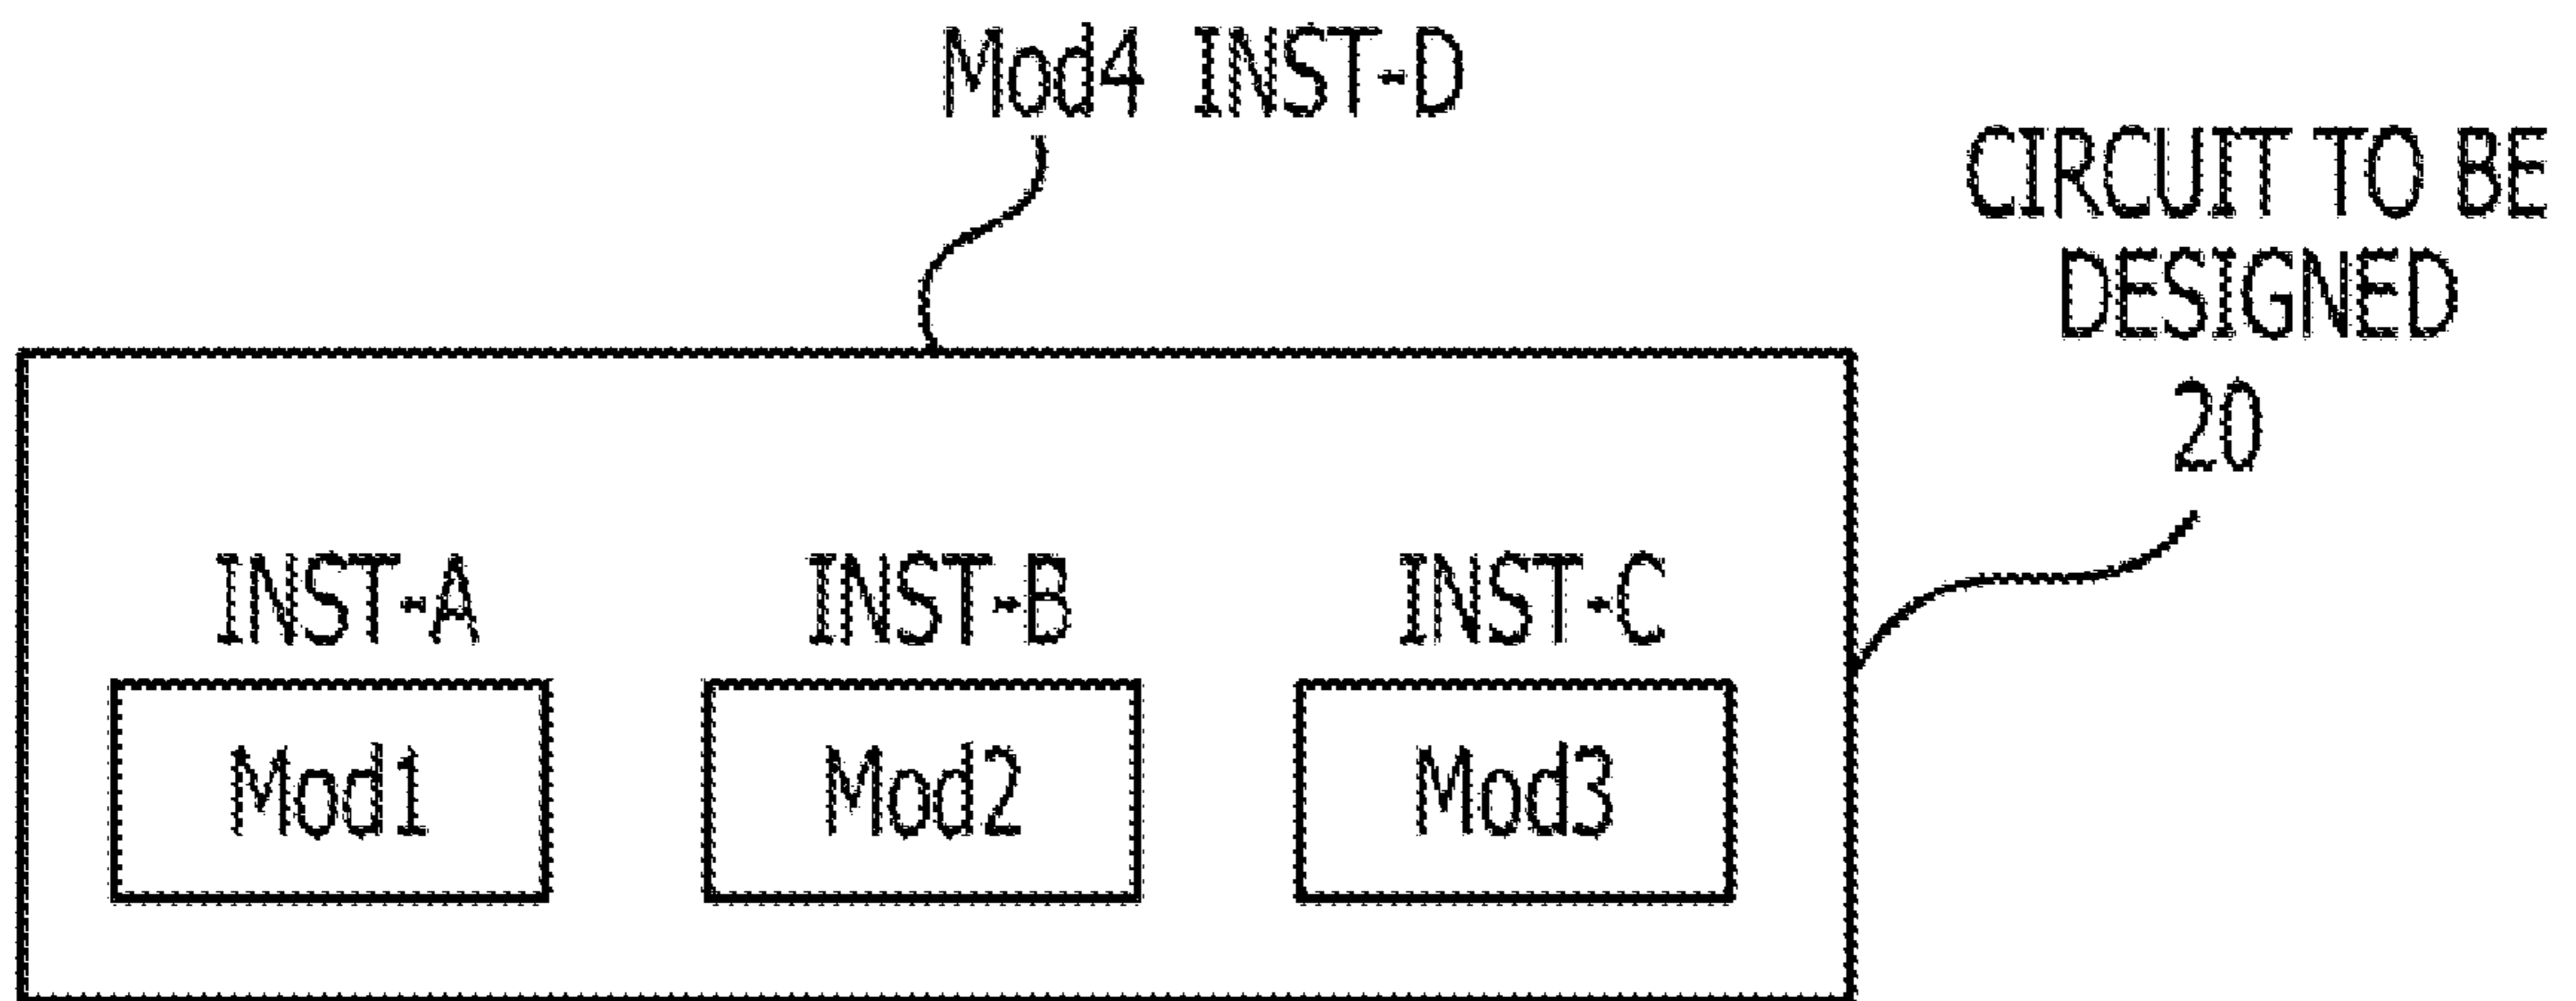 Mod4 INST-D
CIRCUIT TO BE
DESIGNED
20
INST-A
INST-B
INST-C
Mod1
Mod2
Mod3